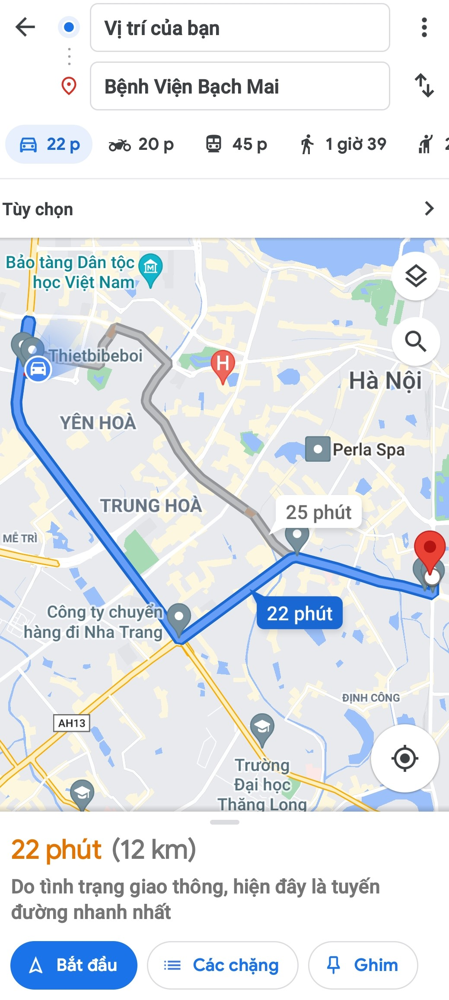 Vị trí của bạn
Bệnh Viện Bạch Mai
22 p
20 p
45 p
1 giờ 39
Tùy chọn
Bảo tàng Dân tộc
học Việt Nam
Thietbibeboi
H
Hà Nội
YÊN HOÀ
Perla Spa
TRUNG HOÀ
25 phút
MỄ TRÌ
22 phút
Công ty chuyển
hàng đi Nha Trang
ĐỊNH CÔNG
AH13
Trường
Đại học
Thăng Long
22 phút (12 km)
Do tình trạng giao thông, hiện đây là tuyến
đường nhanh nhất
Bắt đầu
Các chặng
Ghim